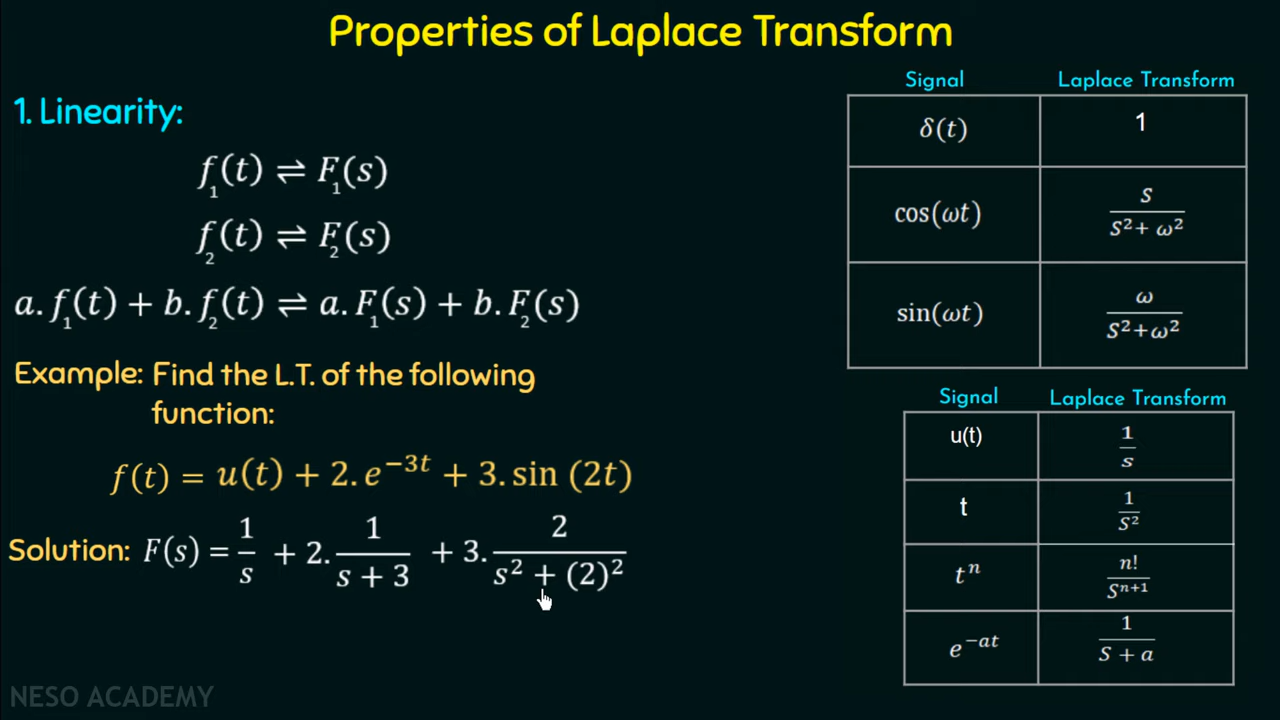 Properties of Laplace Transform
1. Linearity:
f₁(t) ⇌ F₁(s)
f₂(t) ⇌ F₂(s)
a.f₁(t) + b.f₂(t) ⇌ a.F₁(s) + b.F₂(s)
Example: Find the L.T. of the following
function:
f(t) = u(t) + 2.e^{-3t} + 3.sin (2t)
Solution: F(s) = 1/s + 2. 1/(s + 3) + 3. 2/(s² + (2)²)
Signal Laplace Transform
δ(t) 1
cos(ωt) S/(S² + ω²)
sin(ωt) ω/(S²+ω²)
Signal Laplace Transform
u(t) 1/s
t 1/S²
tⁿ n!/S^{n+1}
e^{-at} 1/(S + a)
NESO ACADEMY